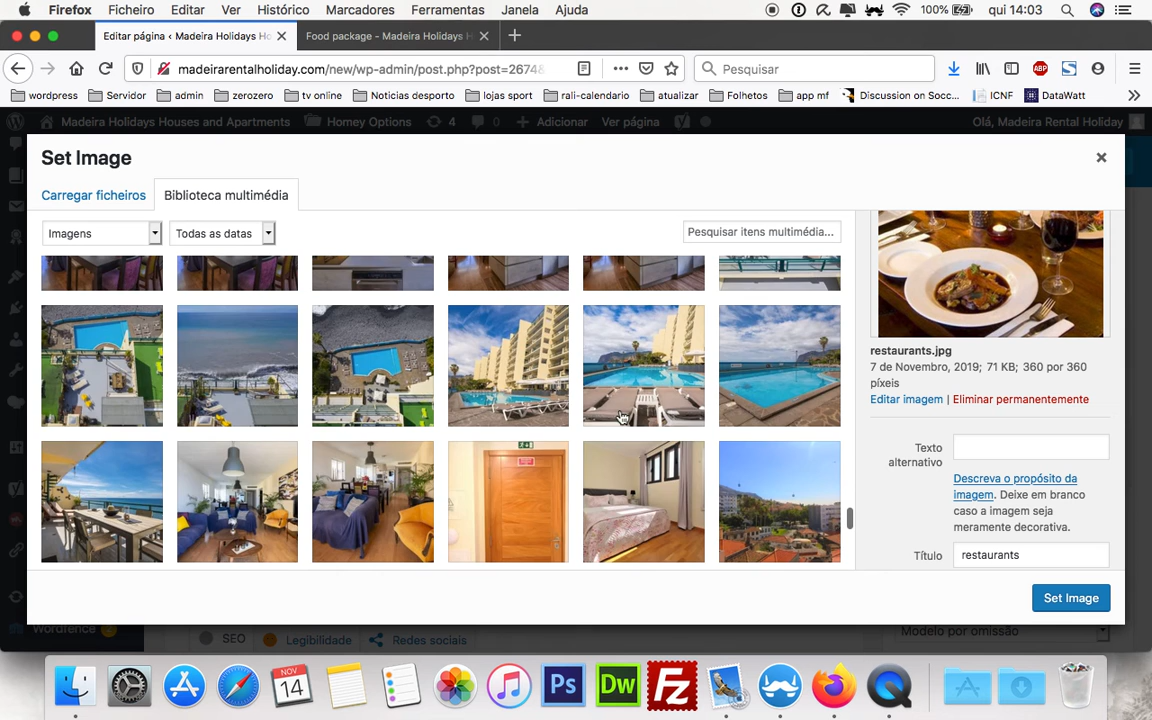 Firefox Ficheiro Editar Ver Histórico Marcadores Ferramentas Janela Ajuda 100% qui 14:03
Editar página ‹ Madeira Holidays Ho Food package - Madeira Holidays H
madeirarentalholiday.com/new/wp-admin/post.php?post=2674& Pesquisar ABP
wordpress Servidor admin zerozero tv online Noticias desporto lojas sport rali-calendario atualizar Folhetos app mf Discussion on Socc... ICNF DataWatt
Madeira Holidays Houses and Apartments Homey Options 4 0 Adicionar Ver página Olá, Madeira Rental Holiday
Set Image
Carregar ficheiros Biblioteca multimédia
Imagens Todas as datas Pesquisar itens multimédia...
restaurants.jpg
7 de Novembro, 2019; 71 KB; 360 por 360
píxeis
Editar imagem | Eliminar permanentemente
Texto
alternativo
Descreva o propósito da
imagem. Deixe em branco
caso a imagem seja
meramente decorativa.
Título restaurants
Set Image
Wordfence
SEO Legibilidade Redes sociais Modelo por omissão
NOV
14
Ps Dw Fz